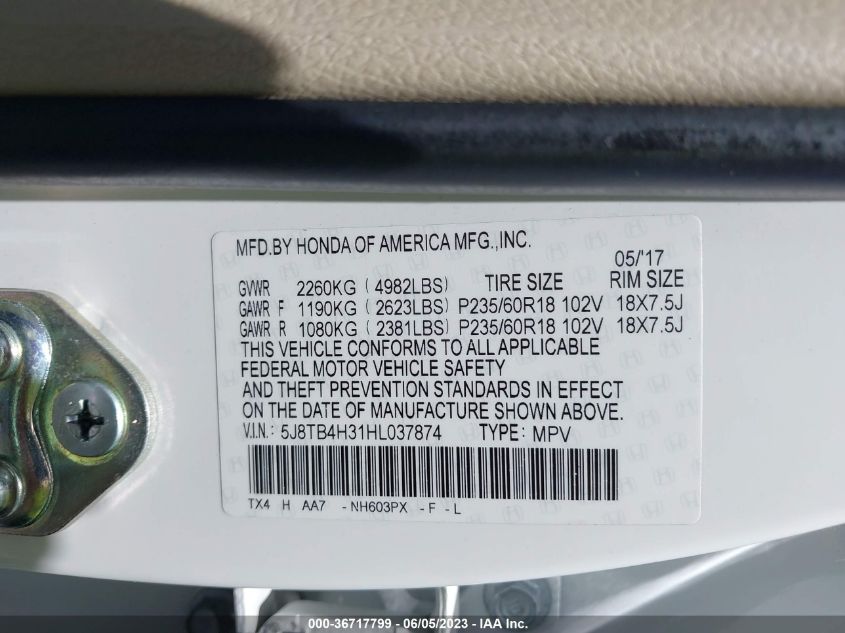 MFD.BY HONDA OF AMERICA MFG.,INC.
05/'17
GVWR 2260KG ( 4982LBS) TIRE SIZE RIM SIZE
GAWR F 1190KG ( 2623LBS) P235/60R18 102V 18X7.5J
GAWR R 1080KG ( 2381LBS) P235/60R18 102V 18X7.5J
THIS VEHICLE CONFORMS TO ALL APPLICABLE
FEDERAL MOTOR VEHICLE SAFETY
AND THEFT PREVENTION STANDARDS IN EFFECT
ON THE DATE OF MANUFACTURE SHOWN ABOVE.
V.I.N.: 5J8TB4H31HL037874 TYPE: MPV
TX4 H AA7 -NH603PX -F -L
000-36717799 - 06/05/2023 - IAA Inc.